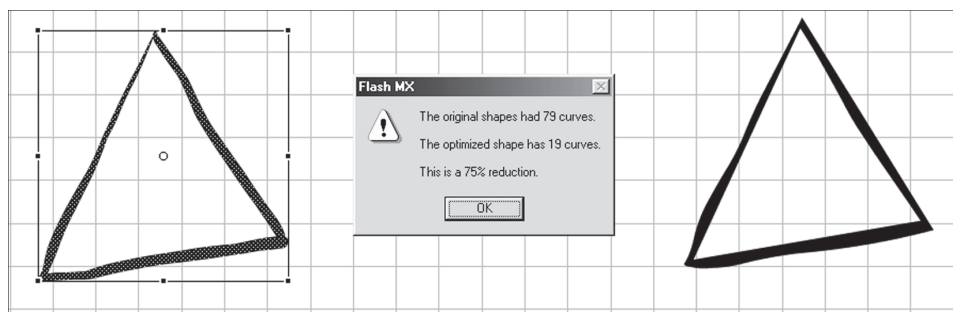 Flash MX
The original shapes had 79 curves.
The optimized shape has 19 curves.
This is a 75% reduction.
OK